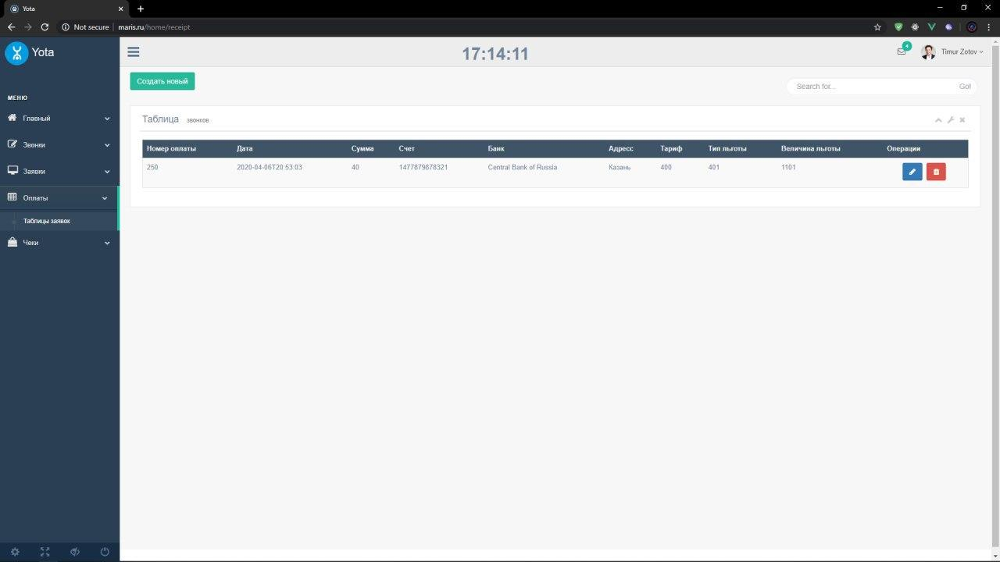 Yota
Not secure | maris.ru/home/receipt
Yota
17:14:11
4
Timur Zotov
Создать новый
Search for...
Go!
МЕНЮ
Главный
Звонки
Заявки
Оплаты
Таблицы заявок
Чеки
Таблица звонков
Номер оплаты Дата Сумма Счет Банк Адресс Тариф Тип льготы Величина льготы Операции
250 2020-04-06T20:53:03 40 1477879878321 Central Bank of Russia Казань 400 401 1101